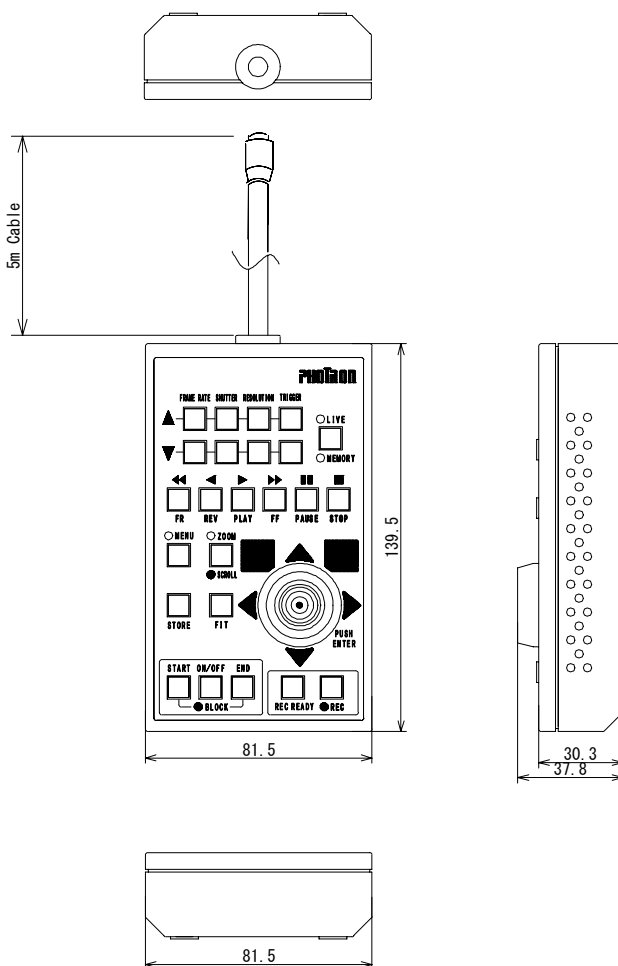 5m Cable
PHOTRON
FRAME RATE SHUTTER RESOLUTION TRIGGER
LIVE
MEMORY
FR REV PLAY FF PAUSE STOP
MENU ZOOM
SCROLL
STORE FIT
PUSH
ENTER
START ON/OFF END
BLOCK
REC READY REC
139.5
81.5
30.3
37.8
81.5